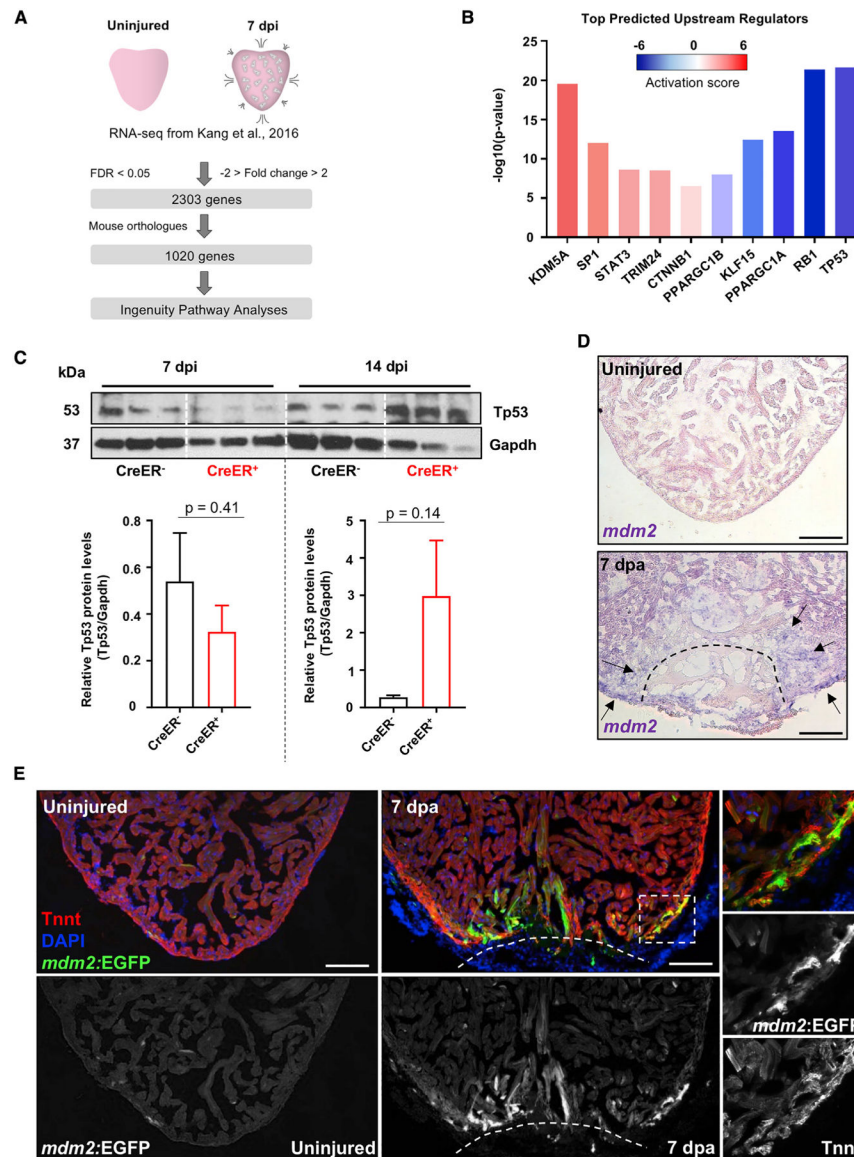 A
Uninjured
7 dpi
RNA-seq from Kang et al., 2016
FDR < 0.05
-2 > Fold change > 2
2303 genes
Mouse orthologues
1020 genes
Ingenuity Pathway Analyses
B
Top Predicted Upstream Regulators
-6 0 6
Activation score
-log10(p-value)
25
20
15
10
5
0
KDM5A
SP1
STAT3
TRIM24
CTNNB1
PPARGC1B
KLF15
PPARGC1A
RB1
TP53
C
kDa
7 dpi
14 dpi
53
Tp53
37
Gapdh
CreER-
CreER+
CreER-
CreER+
p = 0.41
Relative Tp53 protein levels
(Tp53/Gapdh)
0.8
0.6
0.4
0.2
0
CreER-
CreER+
p = 0.14
Relative Tp53 protein levels
(Tp53/Gapdh)
5
4
3
2
1
0
CreER-
CreER+
D
Uninjured
mdm2
7 dpa
mdm2
E
Uninjured
Tnnt
DAPI
mdm2:EGFP
7 dpa
mdm2:EGFP
Uninjured
7 dpa
mdm2:EGFP
Tnn